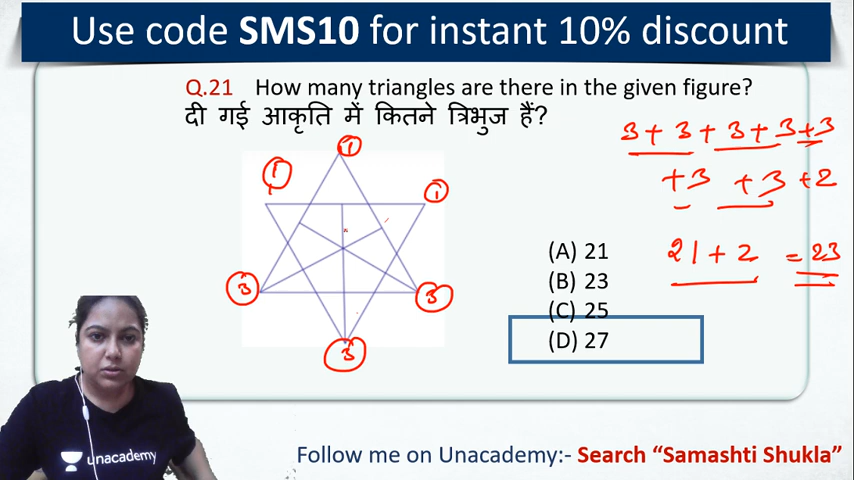 Use code SMS10 for instant 10% discount
Q.21 How many triangles are there in the given figure?
दी गई आकृति में कितने त्रिभुज हैं?
3+3+3+3+3
+3 +3 +2
21+2 = 23
1
1
1
3
3
3
(A) 21
(B) 23
(C) 25
(D) 27
unacademy
Follow me on Unacademy:- Search “Samashti Shukla”